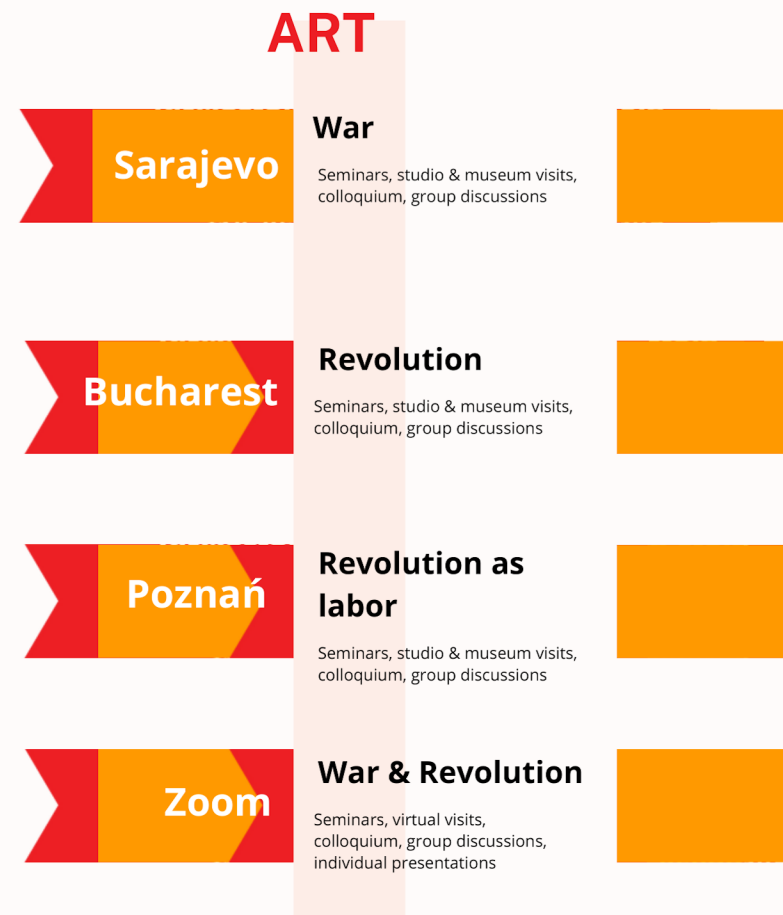 ART
Sarajevo
War
Seminars, studio & museum visits,
colloquium, group discussions
Bucharest
Revolution
Seminars, studio & museum visits,
colloquium, group discussions
Poznań
Revolution as
labor
Seminars, studio & museum visits,
colloquium, group discussions
Zoom
War & Revolution
Seminars, virtual visits,
colloquium, group discussions,
individual presentations